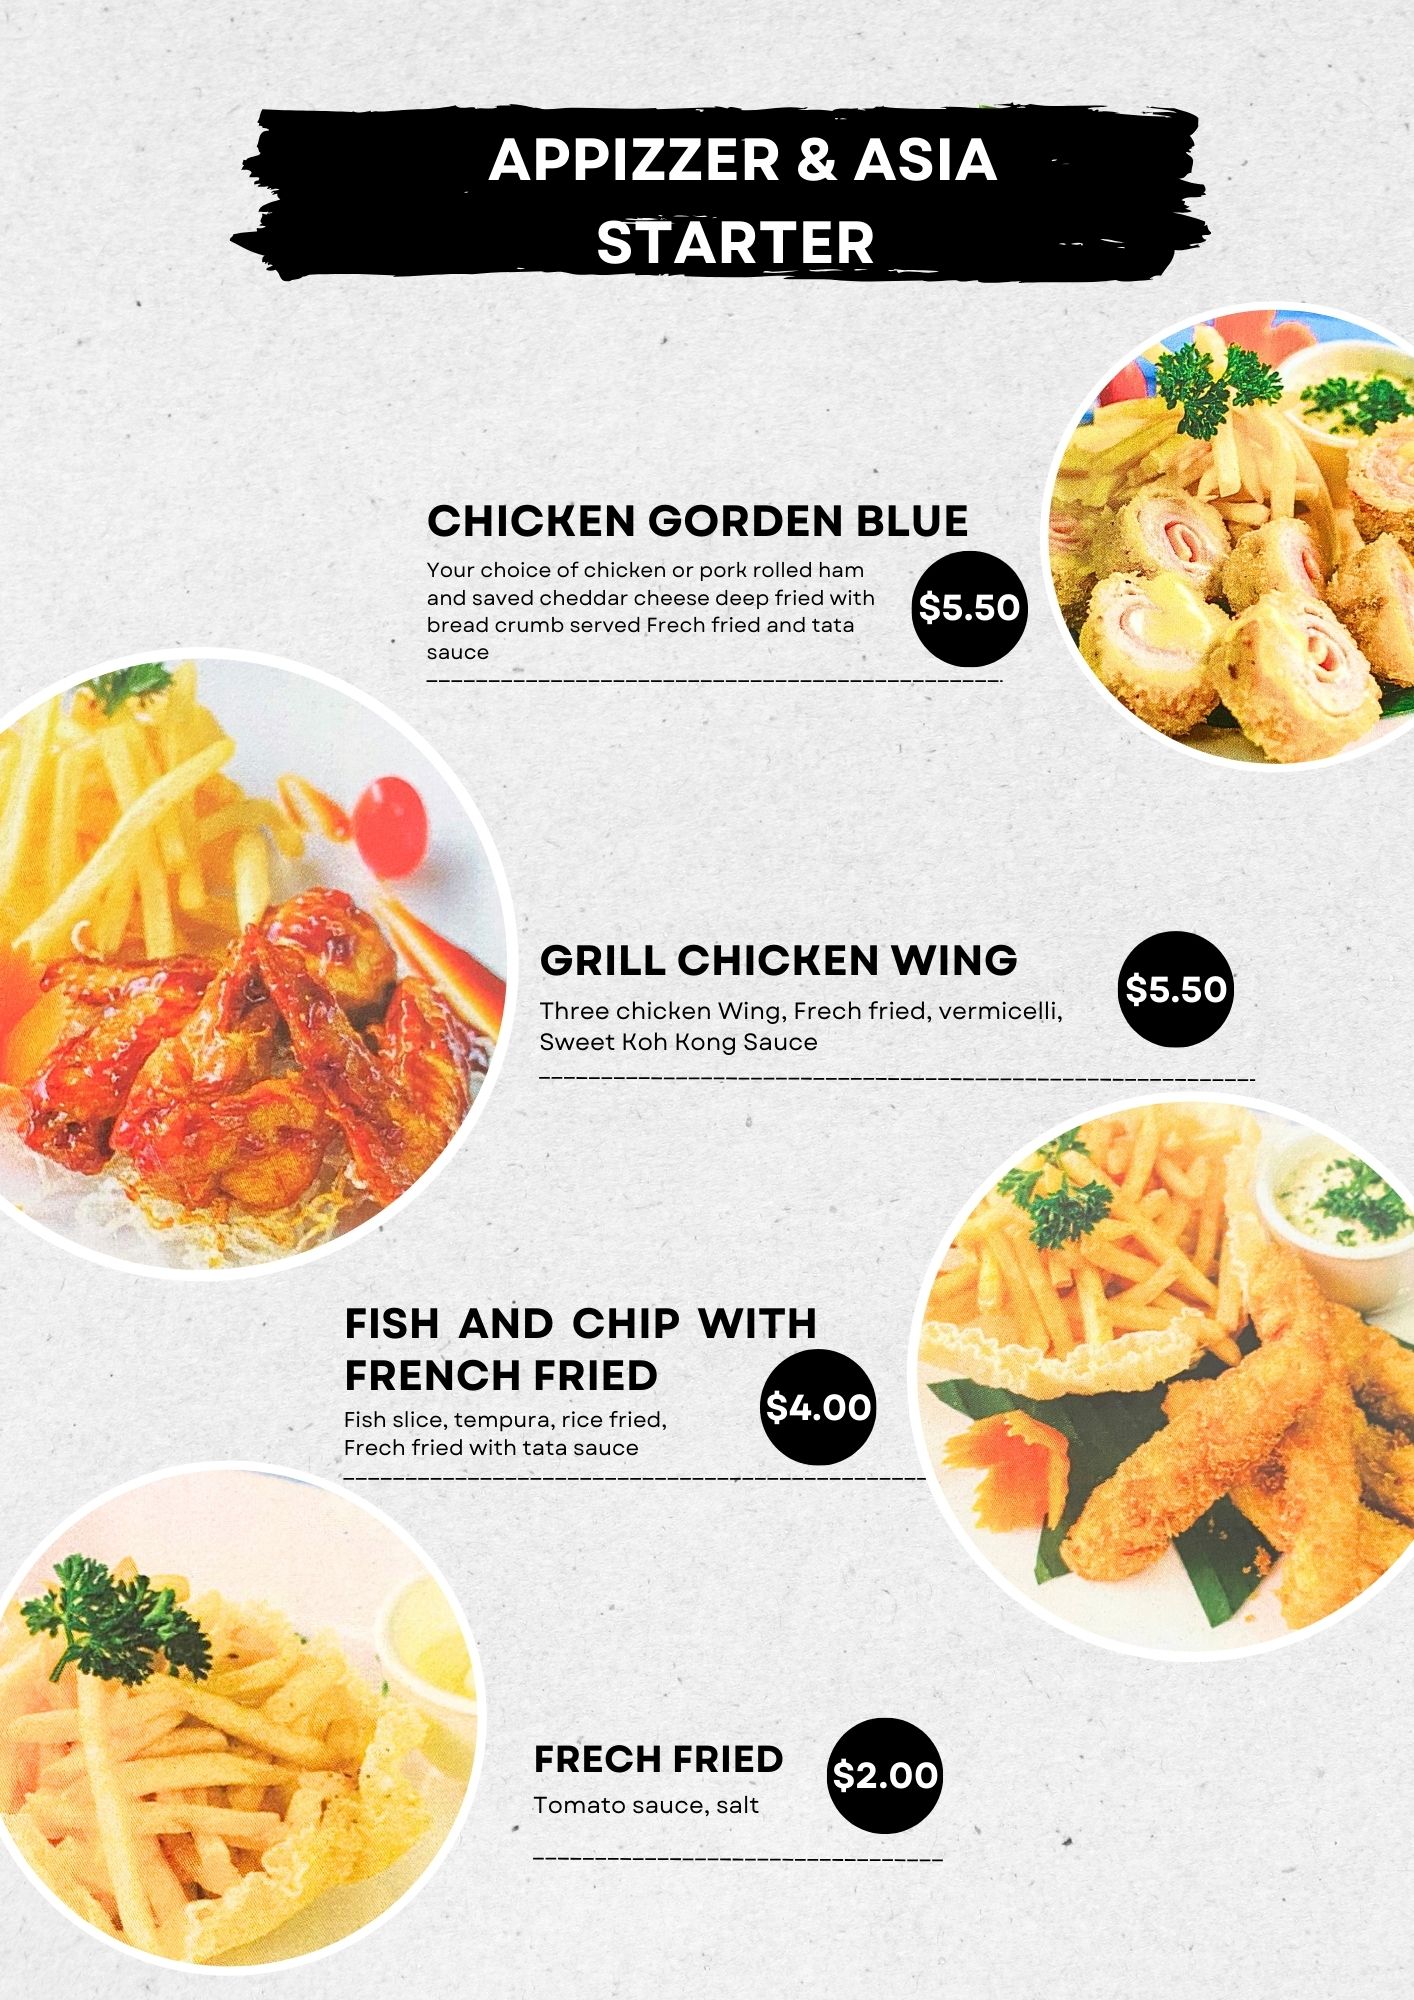 APPIZZER & ASIA
STARTER
CHICKEN GORDEN BLUE
Your choice of chicken or pork rolled ham
and saved cheddar cheese deep fried with
bread crumb served Frech fried and tata
sauce
$5.50
GRILL CHICKEN WING
Three chicken Wing, Frech fried, vermicelli,
Sweet Koh Kong Sauce
$5.50
FISH AND CHIP WITH
FRENCH FRIED
Fish slice, tempura, rice fried,
Frech fried with tata sauce
$4.00
FRECH FRIED
Tomato sauce, salt
$2.00